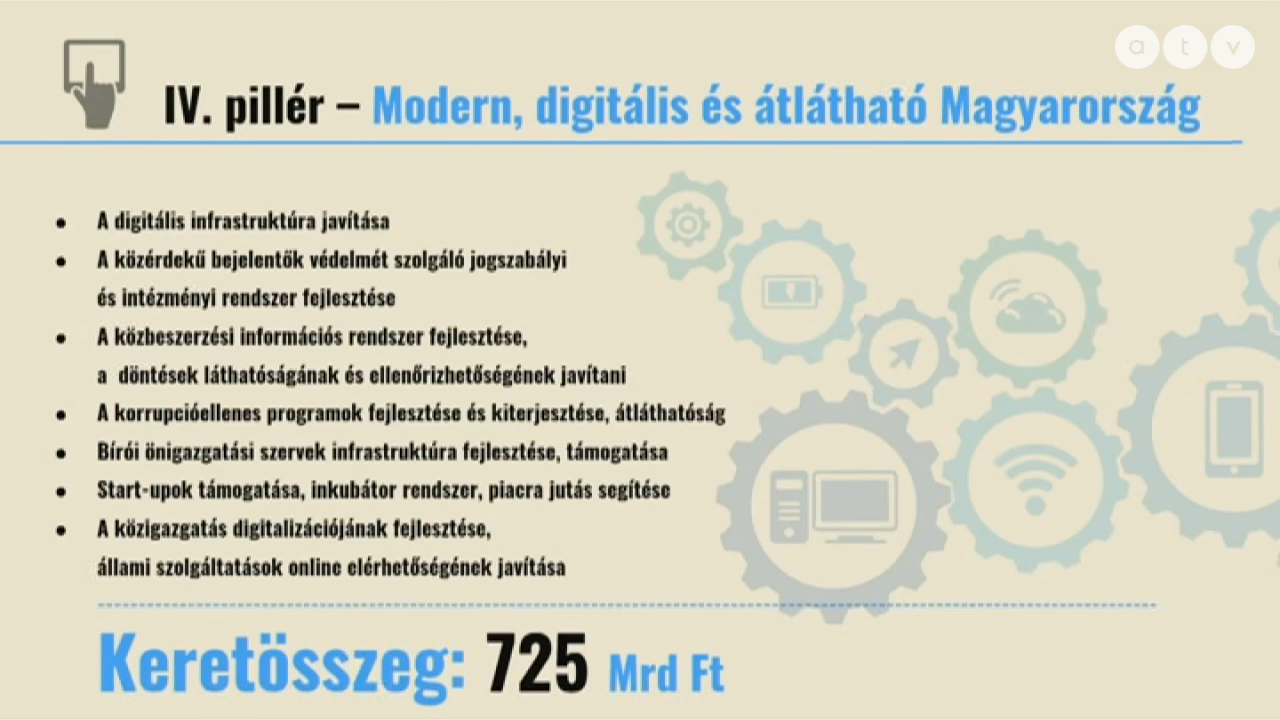 atv
IV. pillér – Modern, digitális és átlátható Magyarország
• A digitális infrastruktúra javítása
• A közérdekű bejelentők védelmét szolgáló jogszabályi
és intézményi rendszer fejlesztése
• A közbeszerzési információs rendszer fejlesztése,
a döntések láthatóságának és ellenőrizhetőségének javítani
• A korrupcióellenes programok fejlesztése és kiterjesztése, átláthatóság
• Bírói önigazgatási szervek infrastruktúra fejlesztése, támogatása
• Start-upok támogatása, inkubátor rendszer, piacra jutás segítése
• A közigazgatás digitalizációjának fejlesztése,
állami szolgáltatások online elérhetőségének javítása
Keretösszeg: 725 Mrd Ft